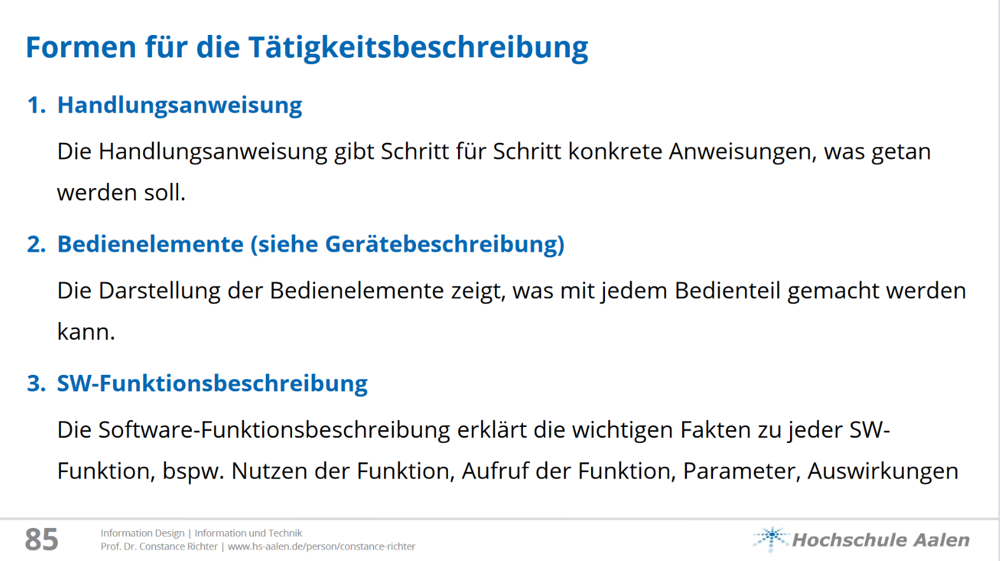 Formen für die Tätigkeitsbeschreibung
1. Handlungsanweisung
Die Handlungsanweisung gibt Schritt für Schritt konkrete Anweisungen, was getan
werden soll.
2. Bedienelemente (siehe Gerätebeschreibung)
Die Darstellung der Bedienelemente zeigt, was mit jedem Bedienteil gemacht werden
kann.
3. SW-Funktionsbeschreibung
Die Software-Funktionsbeschreibung erklärt die wichtigen Fakten zu jeder SW-
Funktion, bspw. Nutzen der Funktion, Aufruf der Funktion, Parameter, Auswirkungen
85
Information Design | Information und Technik
Prof. Dr. Constance Richter | www.hs-aalen.de/person/constance-richter
Hochschule Aalen